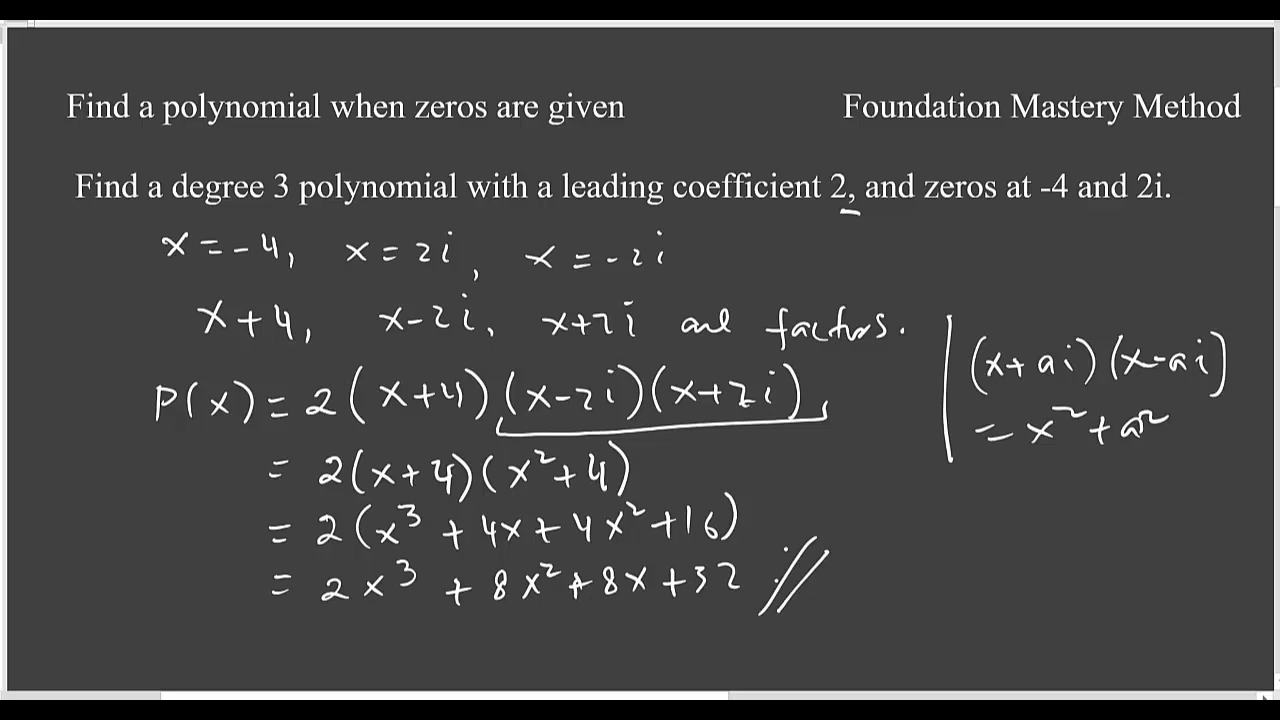 Find a polynomial when zeros are given
Foundation Mastery Method
Find a degree 3 polynomial with a leading coefficient 2, and zeros at -4 and 2i.
x = -4, x = 2i, x = -2i
x+4, x-2i, x+2i are factors.
P(x) = 2(x+4)(x-2i)(x+2i)
= 2(x+4)(x²+4)
= 2(x³ + 4x + 4x² + 16)
= 2x³ + 8x² + 8x + 32
(x+ai)(x-ai)
= x² + a²